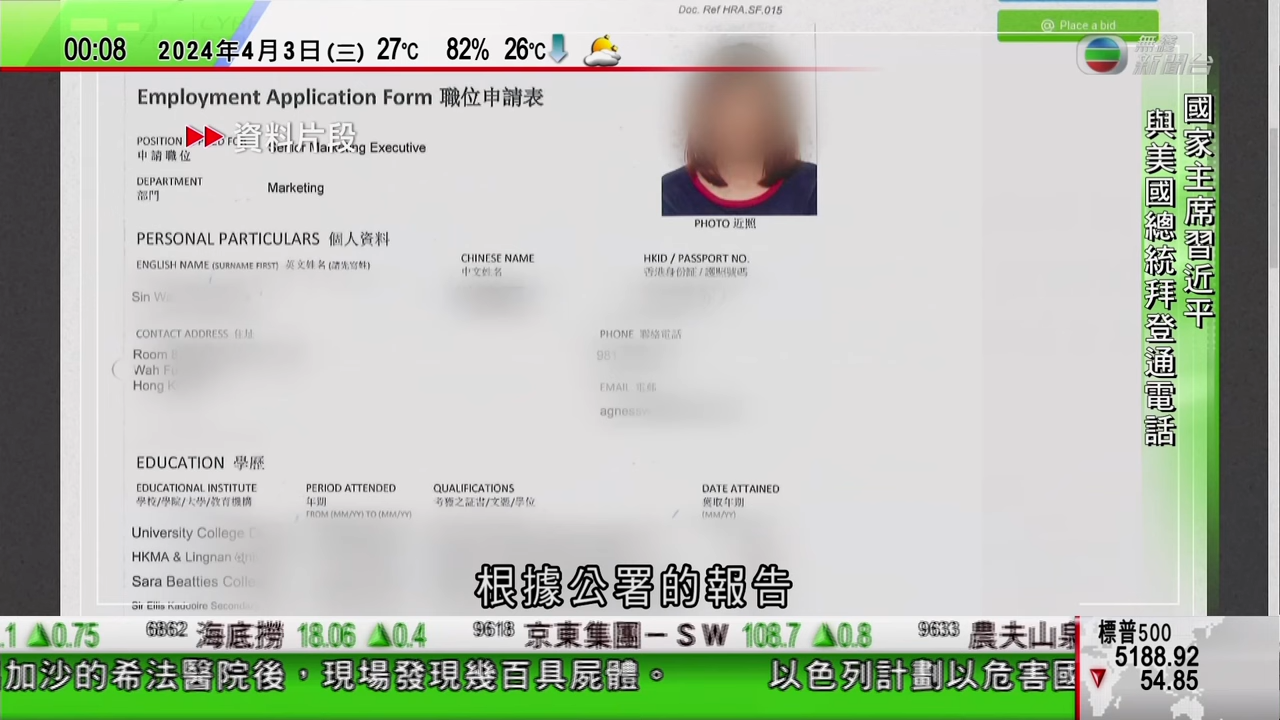 Doc. Ref HRA.SF.015
@ Place a bid
00:08 2024年4月3日(三) 27℃ 82% 26℃
無綫
新聞台
國家主席習近平
與美國總統拜登通電話
Employment Application Form 職位申請表
資料片段
POSITION
申請職位
Senior Marketing Executive
DEPARTMENT
部門
Marketing
PHOTO 近照
PERSONAL PARTICULARS 個人資料
ENGLISH NAME (SURNAME FIRST) 英文姓名 (請先寫姓)
CHINESE NAME
中文姓名
HKID / PASSPORT NO.
香港身份証 / 護照號碼
Sin
CONTACT ADDRESS 住址
PHONE 聯絡電話
Room
Wah Fu
Hong
EMAIL 電郵
EDUCATION 學歷
EDUCATIONAL INSTITUTE
學校/學院/大學/教育機構
PERIOD ATTENDED
年期
FROM (MM/YY) TO (MM/YY)
QUALIFICATIONS
考獲之証書/文憑/學位
DATE ATTAINED
獲取年期
(MM/YY)
University College
HKMA & Lingnan
Sara Beatties
Sir Ellis Kadoorie
根據公署的報告
.1 ▲0.75 6862 海底撈 18.06 ▲0.4 9618 京東集團－ＳＷ 108.7 ▲0.8 9633 農夫山泉
標普500
5188.92
▼ 54.85
加沙的希法醫院後，現場發現幾百具屍體。 以色列計劃以危害國